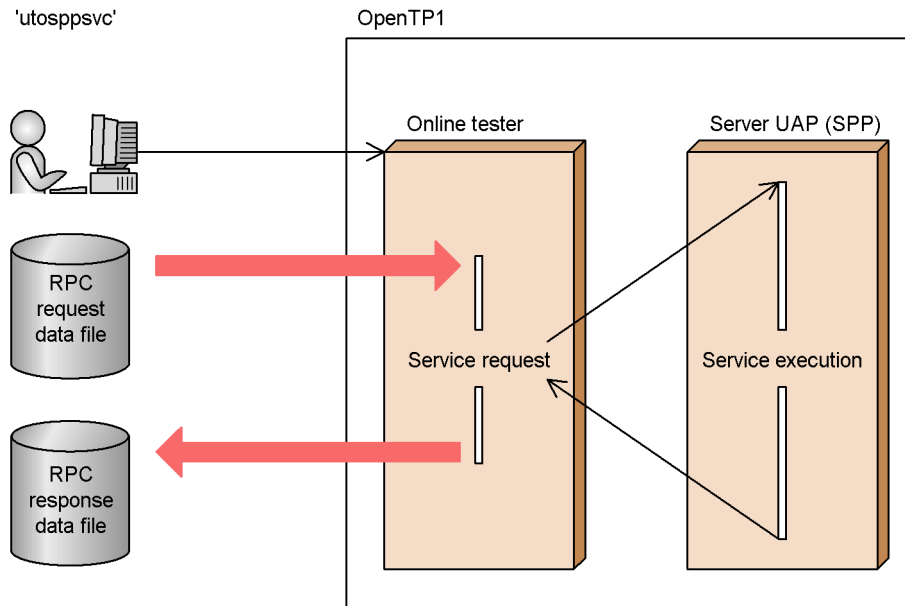 'utosppsvc'
OpenTP1
Online tester
Server UAP (SPP)
RPC
request
data file
Service request
Service execution
RPC
response
data file